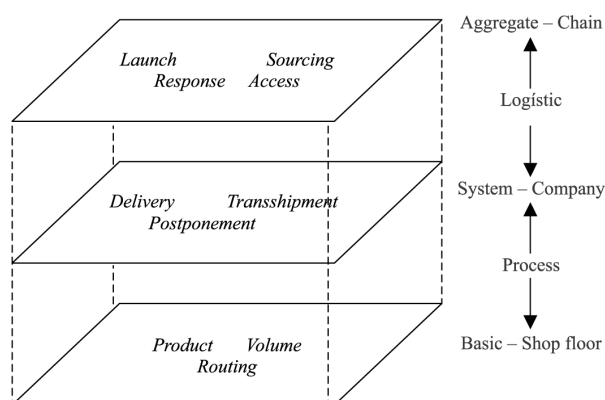 Aggregate – Chain
Launch Sourcing
Response Access
Logístic
System – Company
Delivery Transshipment
Postponement
Process
Product Volume
Basic – Shop floor
Routing